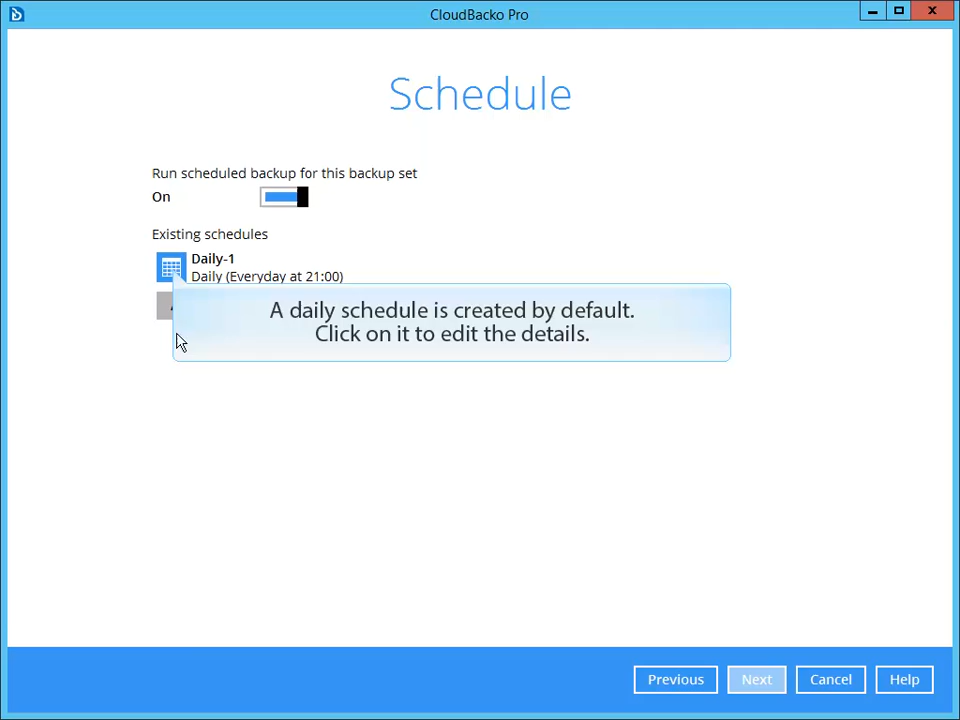 CloudBacko Pro
Schedule
Run scheduled backup for this backup set
On
Existing schedules
Daily-1
Daily (Everyday at 21:00)
A daily schedule is created by default.
Click on it to edit the details.
Previous
Next
Cancel
Help